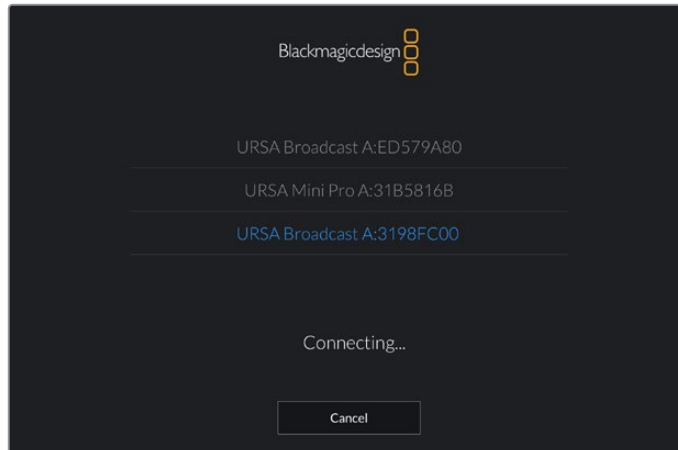 Blackmagicdesign
URSA Broadcast A:ED579A80
URSA Mini Pro A:31B5816B
URSA Broadcast A:3198FC00
Connecting...
Cancel